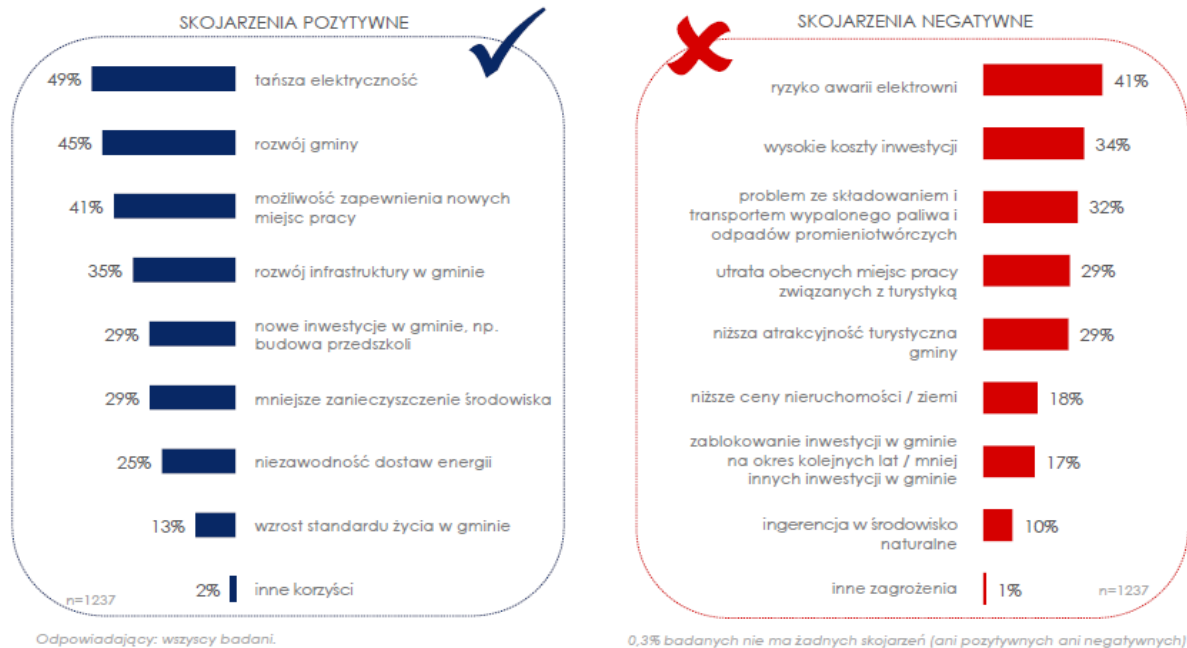 SKOJARZENIA POZYTYWNE
49% tańsza elektryczność
45% rozwój gminy
41% możliwość zapewnienia nowych
miejsc pracy
35% rozwój infrastruktury w gminie
29% nowe inwestycje w gminie, np.
budowa przedszkoli
29% mniejsze zanieczyszczenie środowiska
25% niezawodność dostaw energii
13% wzrost standardu życia w gminie
2% inne korzyści
n=1237
Odpowiadający: wszyscy badani.
SKOJARZENIA NEGATYWNE
ryzyko awarii elektrowni 41%
wysokie koszty inwestycji 34%
problem ze składowaniem i
transportem wypalonego paliwa i 32%
odpadów promieniotwórczych
utrata obecnych miejsc pracy 29%
związanych z turystyką
niższa atrakcyjność turystyczna 29%
gminy
niższe ceny nieruchomości / ziemi 18%
zablokowanie inwestycji w gminie
na okres kolejnych lat / mniej 17%
innych inwestycji w gminie
ingerencja w środowisko 10%
naturalne
inne zagrożenia 1%
n=1237
0,3% badanych nie ma żadnych skojarzeń (ani pozytywnych ani negatywnych)